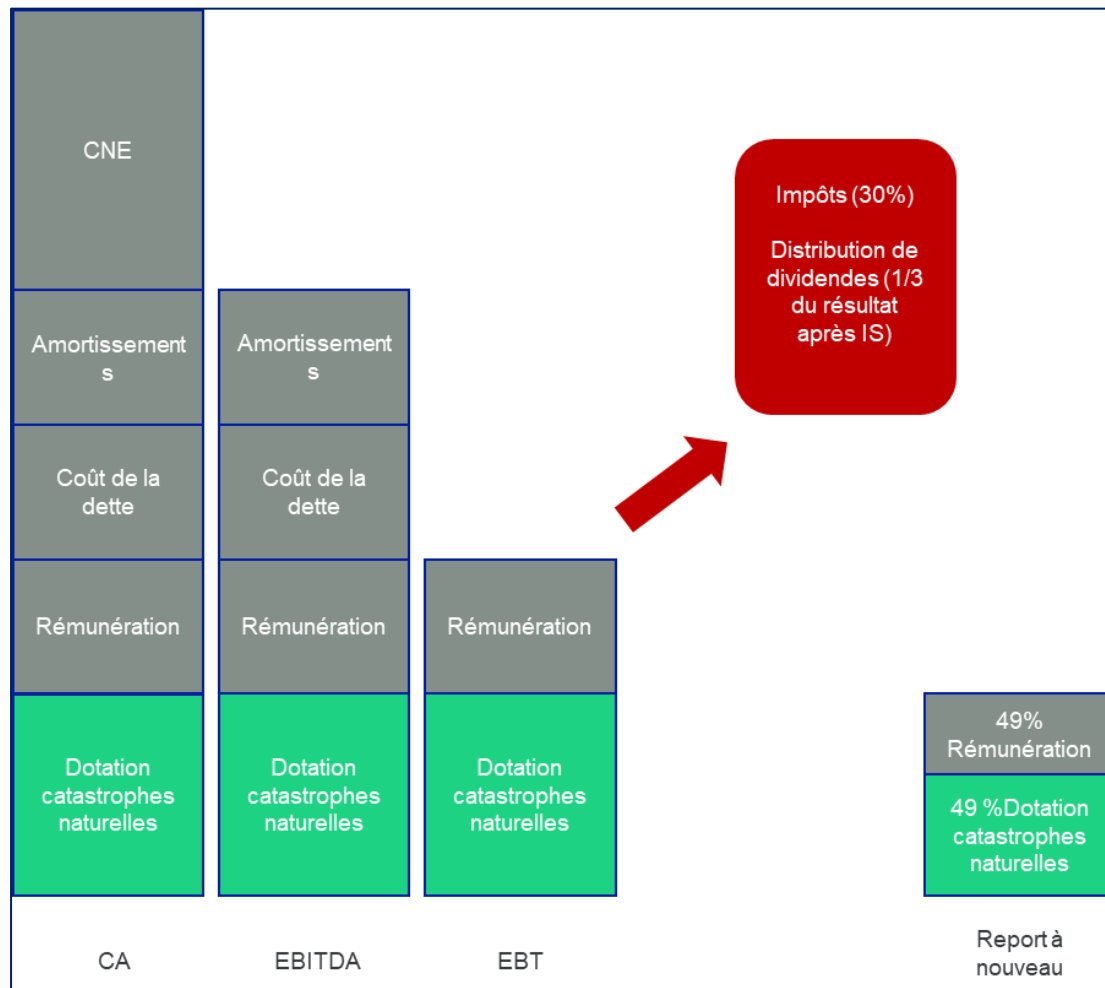 CNE
Amortissement
s
Coût de la
dette
Rémunération
Dotation
catastrophes
naturelles
CA
Amortissement
s
Coût de la
dette
Rémunération
Dotation
catastrophes
naturelles
EBITDA
Rémunération
Dotation
catastrophes
naturelles
EBT
Impôts (30%)
Distribution de
dividendes (1/3
du résultat
après IS)
49%
Rémunération
49 %Dotation
catastrophes
naturelles
Report à
nouveau